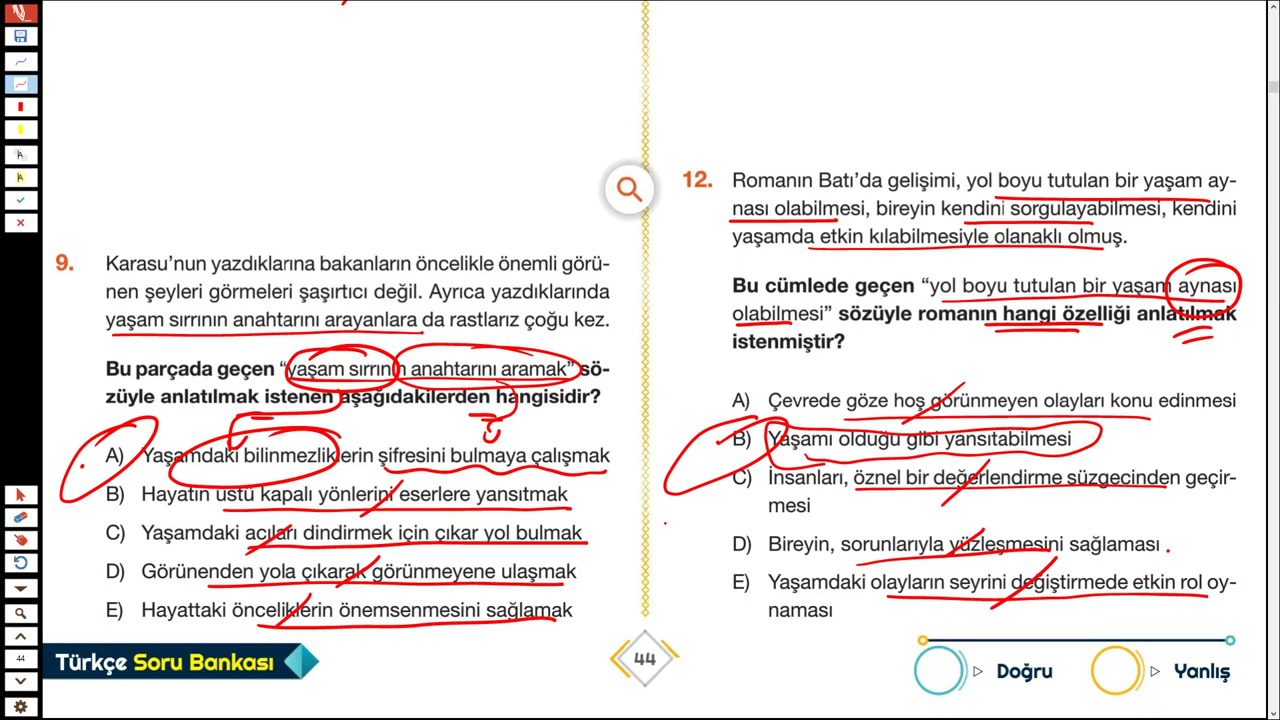 9.
Karasu'nun yazdıklarına bakanların öncelikle önemli görü-
nen şeyleri görmeleri şaşırtıcı değil. Ayrıca yazdıklarında
yaşam sırrının anahtarını arayanlara da rastlarız çoğu kez.
Bu parçada geçen "yaşam sırrının anahtarını aramak" sö-
züyle anlatılmak istenen aşağıdakilerden hangisidir?
A) Yaşamdaki bilinmezliklerin şifresini bulmaya çalışmak
B) Hayatın üstü kapalı yönlerini eserlere yansıtmak
C) Yaşamdaki acıları dindirmek için çıkar yol bulmak
D) Görünenden yola çıkarak görünmeyene ulaşmak
E) Hayattaki önceliklerin önemsenmesini sağlamak
12.
Romanın Batı'da gelişimi, yol boyu tutulan bir yaşam ay-
nası olabilmesi, bireyin kendini sorgulayabilmesi, kendini
yaşamda etkin kılabilmesiyle olanaklı olmuş.
Bu cümlede geçen "yol boyu tutulan bir yaşam aynası
olabilmesi" sözüyle romanın hangi özelliği anlatılmak
istenmiştir?
A) Çevrede göze hoş görünmeyen olayları konu edinmesi
B) Yaşamı olduğu gibi yansıtabilmesi
C) İnsanları, öznel bir değerlendirme süzgecinden geçir-
mesi
D) Bireyin, sorunlarıyla yüzleşmesini sağlaması
E) Yaşamdaki olayların seyrini değiştirmede etkin rol oy-
naması
Türkçe Soru Bankası
44
Doğru
Yanlış
A
A
44